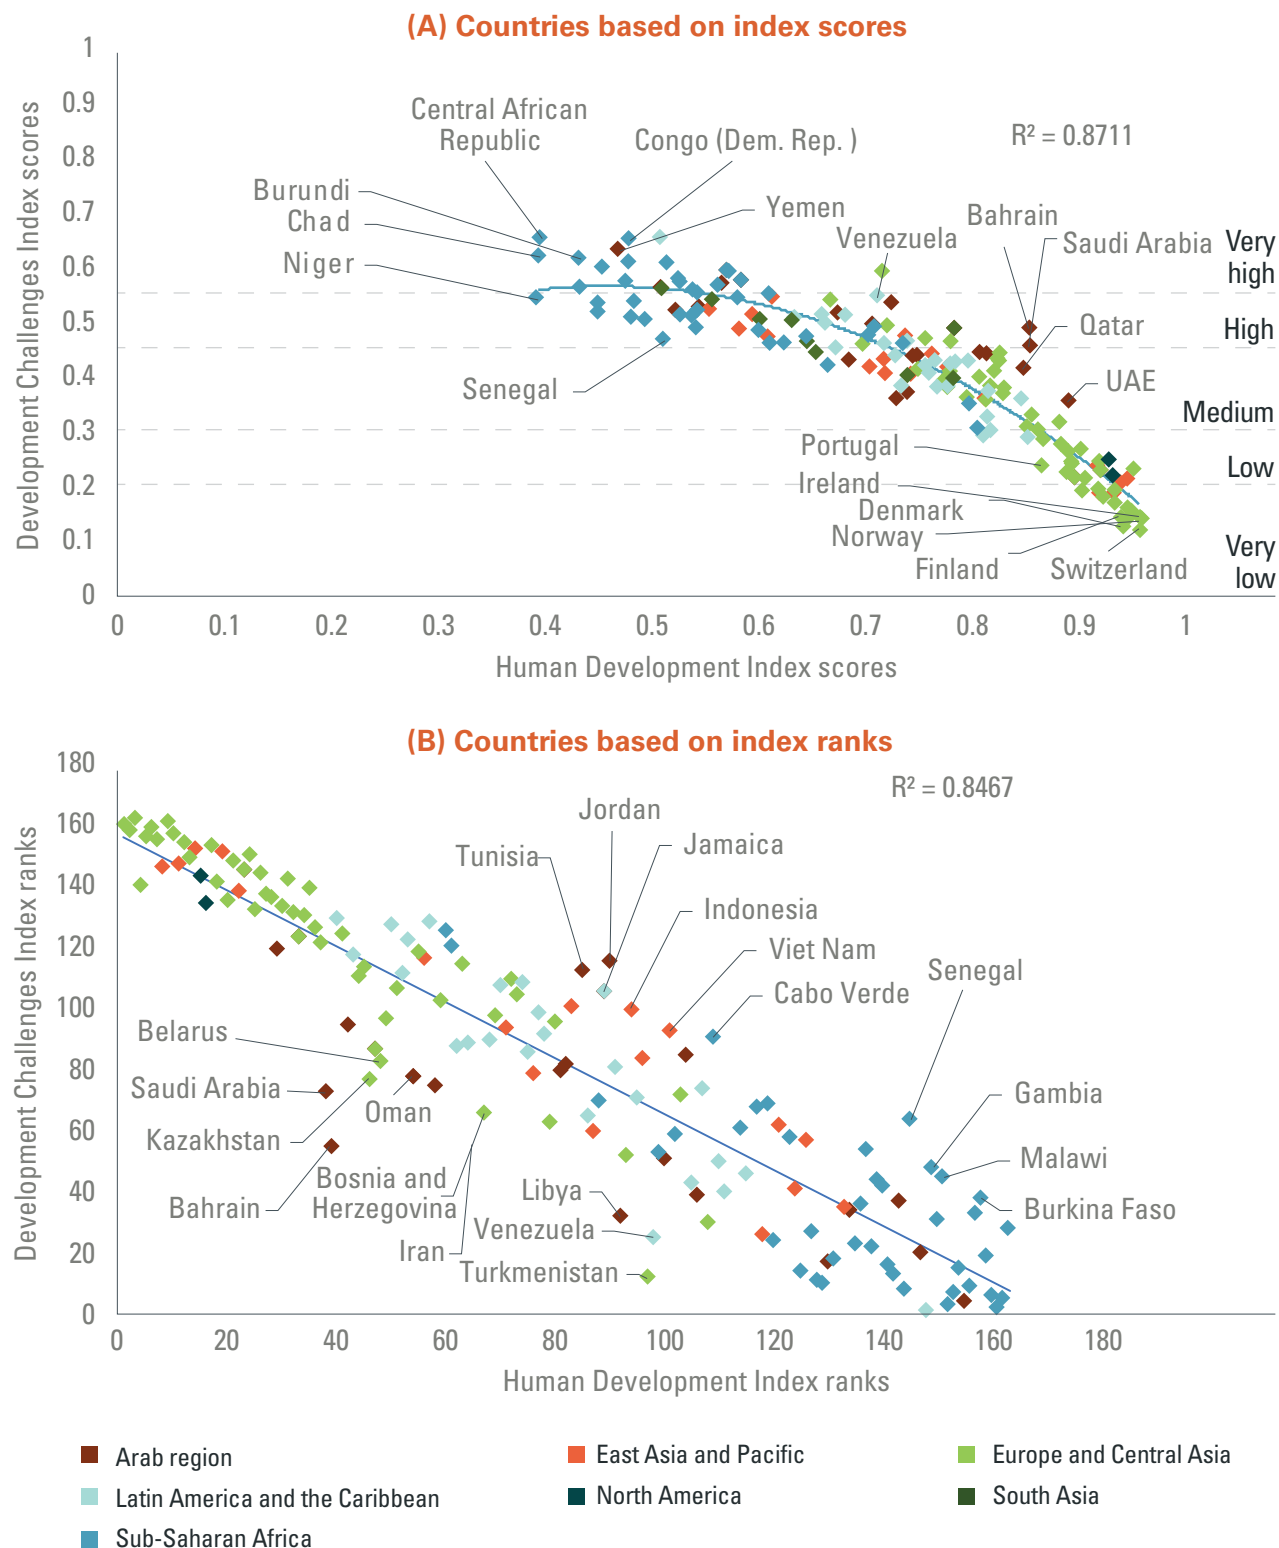 (A) Countries based on index scores
Development Challenges Index scores
1
0.9
0.8
0.7
0.6
0.5
0.4
0.3
0.2
0.1
0
R² = 0.8711
Central African
Republic
Congo (Dem. Rep. )
Burundi
Chad
Niger
Yemen
Venezuela
Bahrain
Saudi Arabia
Qatar
UAE
Senegal
Portugal
Ireland
Denmark
Norway
Finland
Switzerland
Very
high
High
Medium
Low
Very
low
0 0.1 0.2 0.3 0.4 0.5 0.6 0.7 0.8 0.9 1
Human Development Index scores
(B) Countries based on index ranks
Development Challenges Index ranks
180
160
140
120
100
80
60
40
20
0
R² = 0.8467
Jordan
Tunisia
Jamaica
Indonesia
Viet Nam
Cabo Verde
Senegal
Belarus
Saudi Arabia
Oman
Kazakhstan
Bahrain
Bosnia and
Herzegovina
Iran
Libya
Venezuela
Turkmenistan
Gambia
Malawi
Burkina Faso
0 20 40 60 80 100 120 140 160 180
Human Development Index ranks
Arab region
East Asia and Pacific
Europe and Central Asia
Latin America and the Caribbean
North America
South Asia
Sub-Saharan Africa